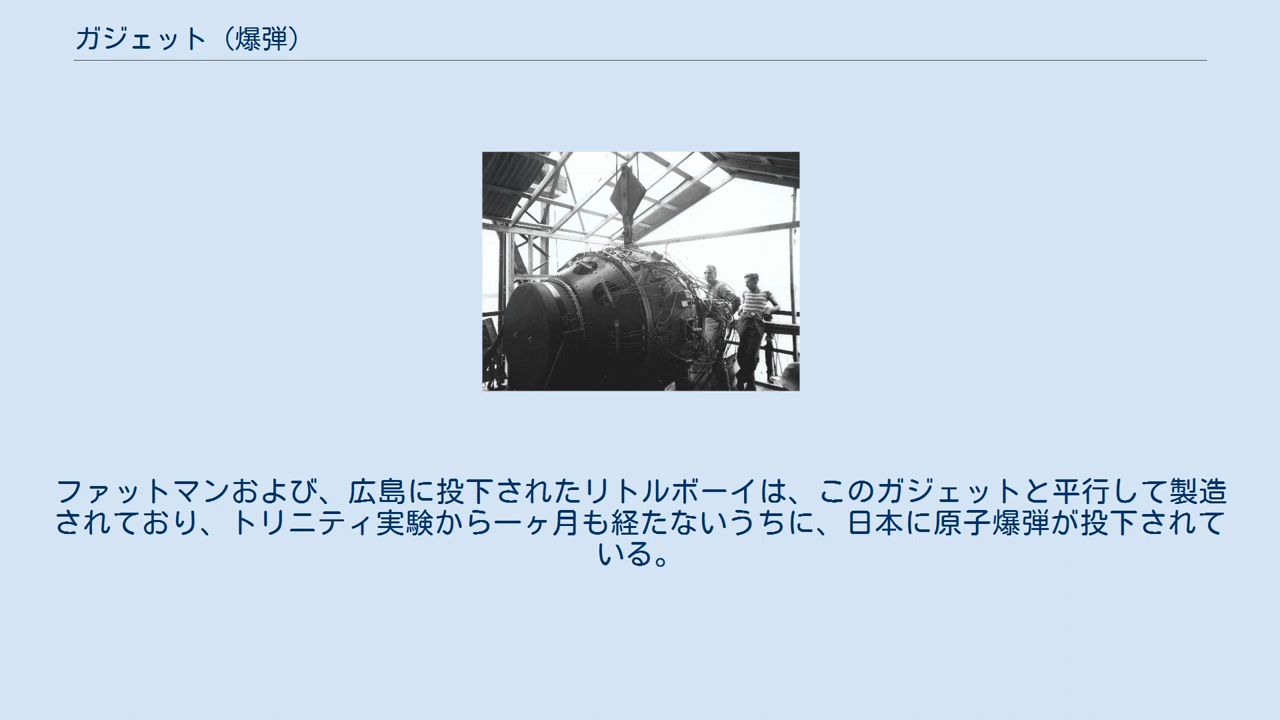 ガジェット（爆弾）
ファットマンおよび、広島に投下されたリトルボーイは、このガジェットと平行して製造
されており、トリニティ実験から一ヶ月も経たないうちに、日本に原子爆弾が投下されて
いる。